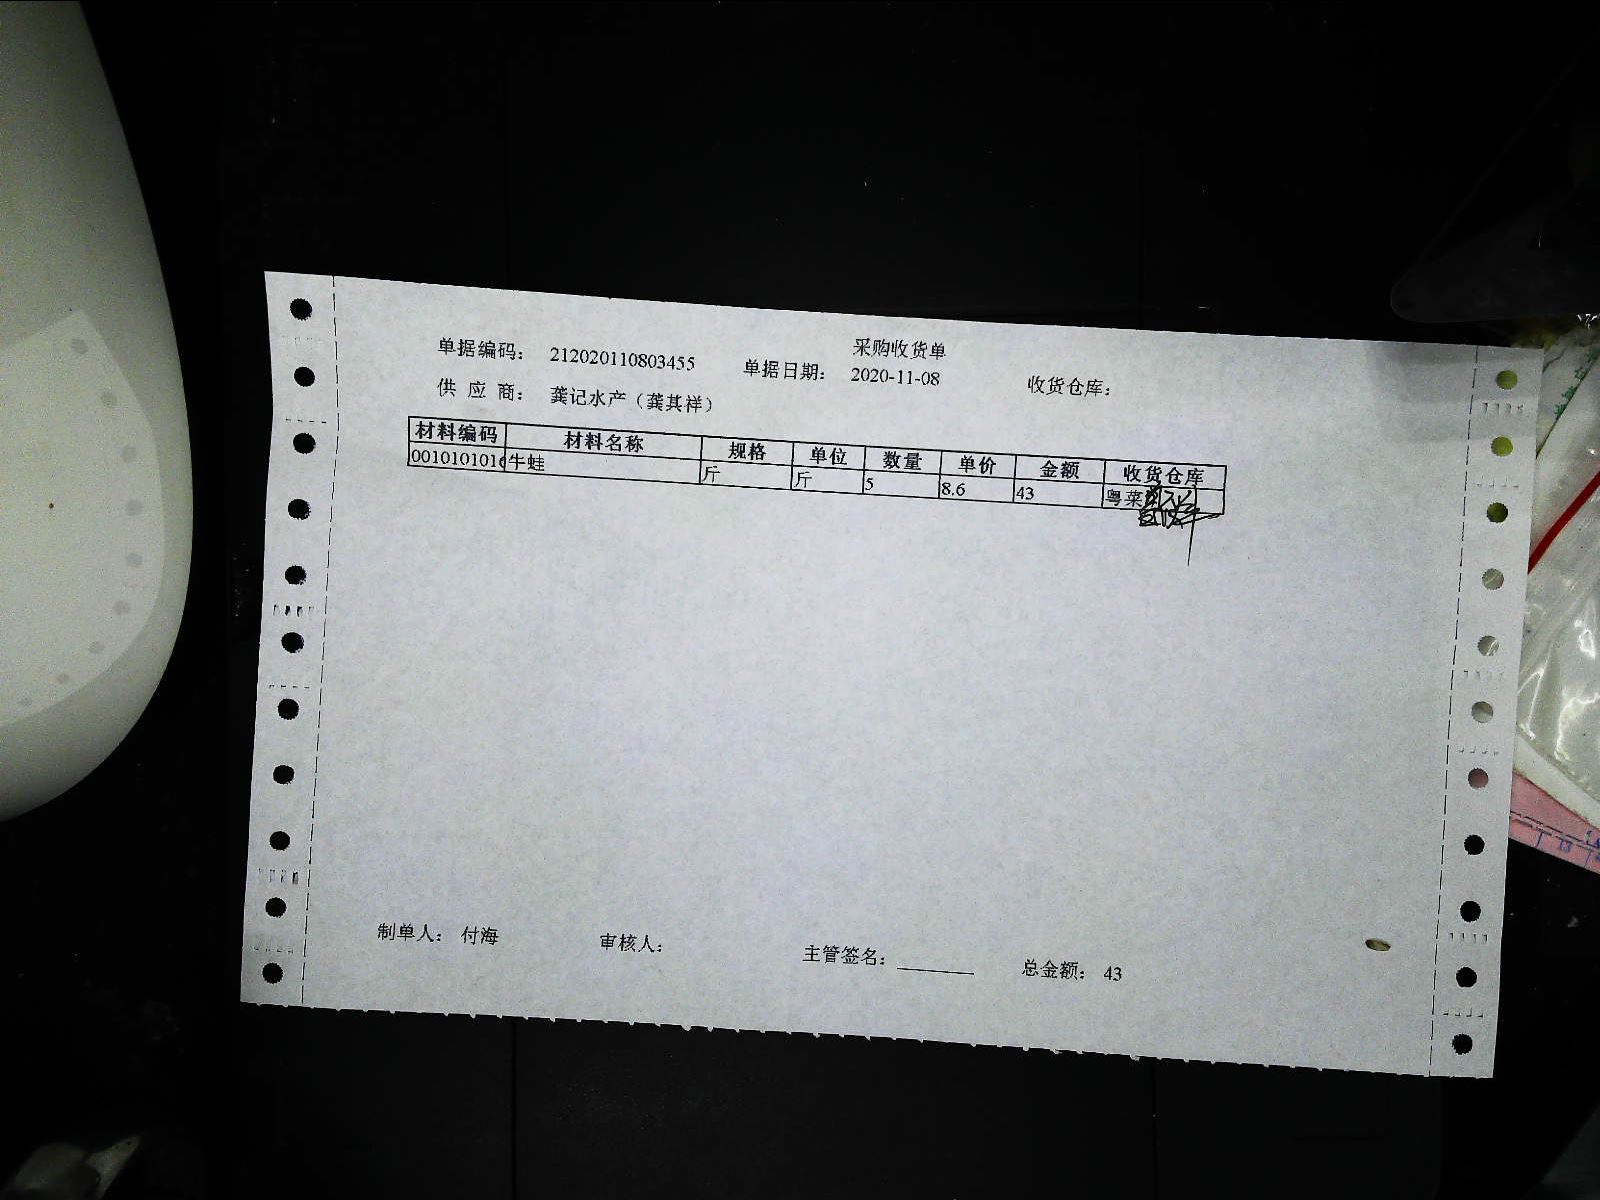 采购收货单
单据编码： 212020110803455 单据日期： 2020-11-08 收货仓库：
供 应 商： 龚记水产（龚其祥）
材料编码 材料名称 规格 单位 数量 单价 金额 收货仓库
0010101016 牛蛙 斤 斤 5 8.6 43 粤菜
制单人： 付海 审核人： 主管签名： 总金额： 43